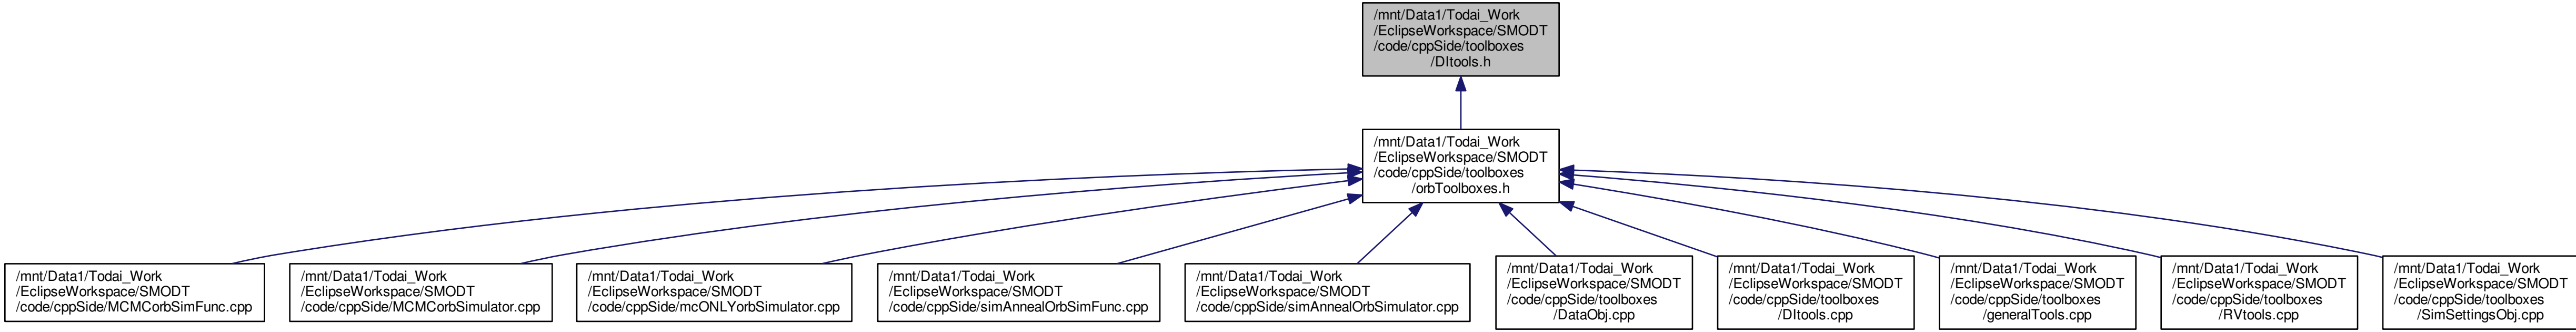 /mnt/Data1/Todai_Work
/EclipseWorkspace/SMODT
/code/cppSide/toolboxes
/DItools.h
/mnt/Data1/Todai_Work
/EclipseWorkspace/SMODT
/code/cppSide/toolboxes
/orbToolboxes.h
/mnt/Data1/Todai_Work
/EclipseWorkspace/SMODT
/code/cppSide/MCMCorbSimFunc.cpp
/mnt/Data1/Todai_Work
/EclipseWorkspace/SMODT
/code/cppSide/MCMCorbSimulator.cpp
/mnt/Data1/Todai_Work
/EclipseWorkspace/SMODT
/code/cppSide/mcONLYorbSimulator.cpp
/mnt/Data1/Todai_Work
/EclipseWorkspace/SMODT
/code/cppSide/simAnnealOrbSimFunc.cpp
/mnt/Data1/Todai_Work
/EclipseWorkspace/SMODT
/code/cppSide/simAnnealOrbSimulator.cpp
/mnt/Data1/Todai_Work
/EclipseWorkspace/SMODT
/code/cppSide/toolboxes
/DataObj.cpp
/mnt/Data1/Todai_Work
/EclipseWorkspace/SMODT
/code/cppSide/toolboxes
/DItools.cpp
/mnt/Data1/Todai_Work
/EclipseWorkspace/SMODT
/code/cppSide/toolboxes
/generalTools.cpp
/mnt/Data1/Todai_Work
/EclipseWorkspace/SMODT
/code/cppSide/toolboxes
/RVtools.cpp
/mnt/Data1/Todai_Work
/EclipseWorkspace/SMODT
/code/cppSide/toolboxes
/SimSettingsObj.cpp